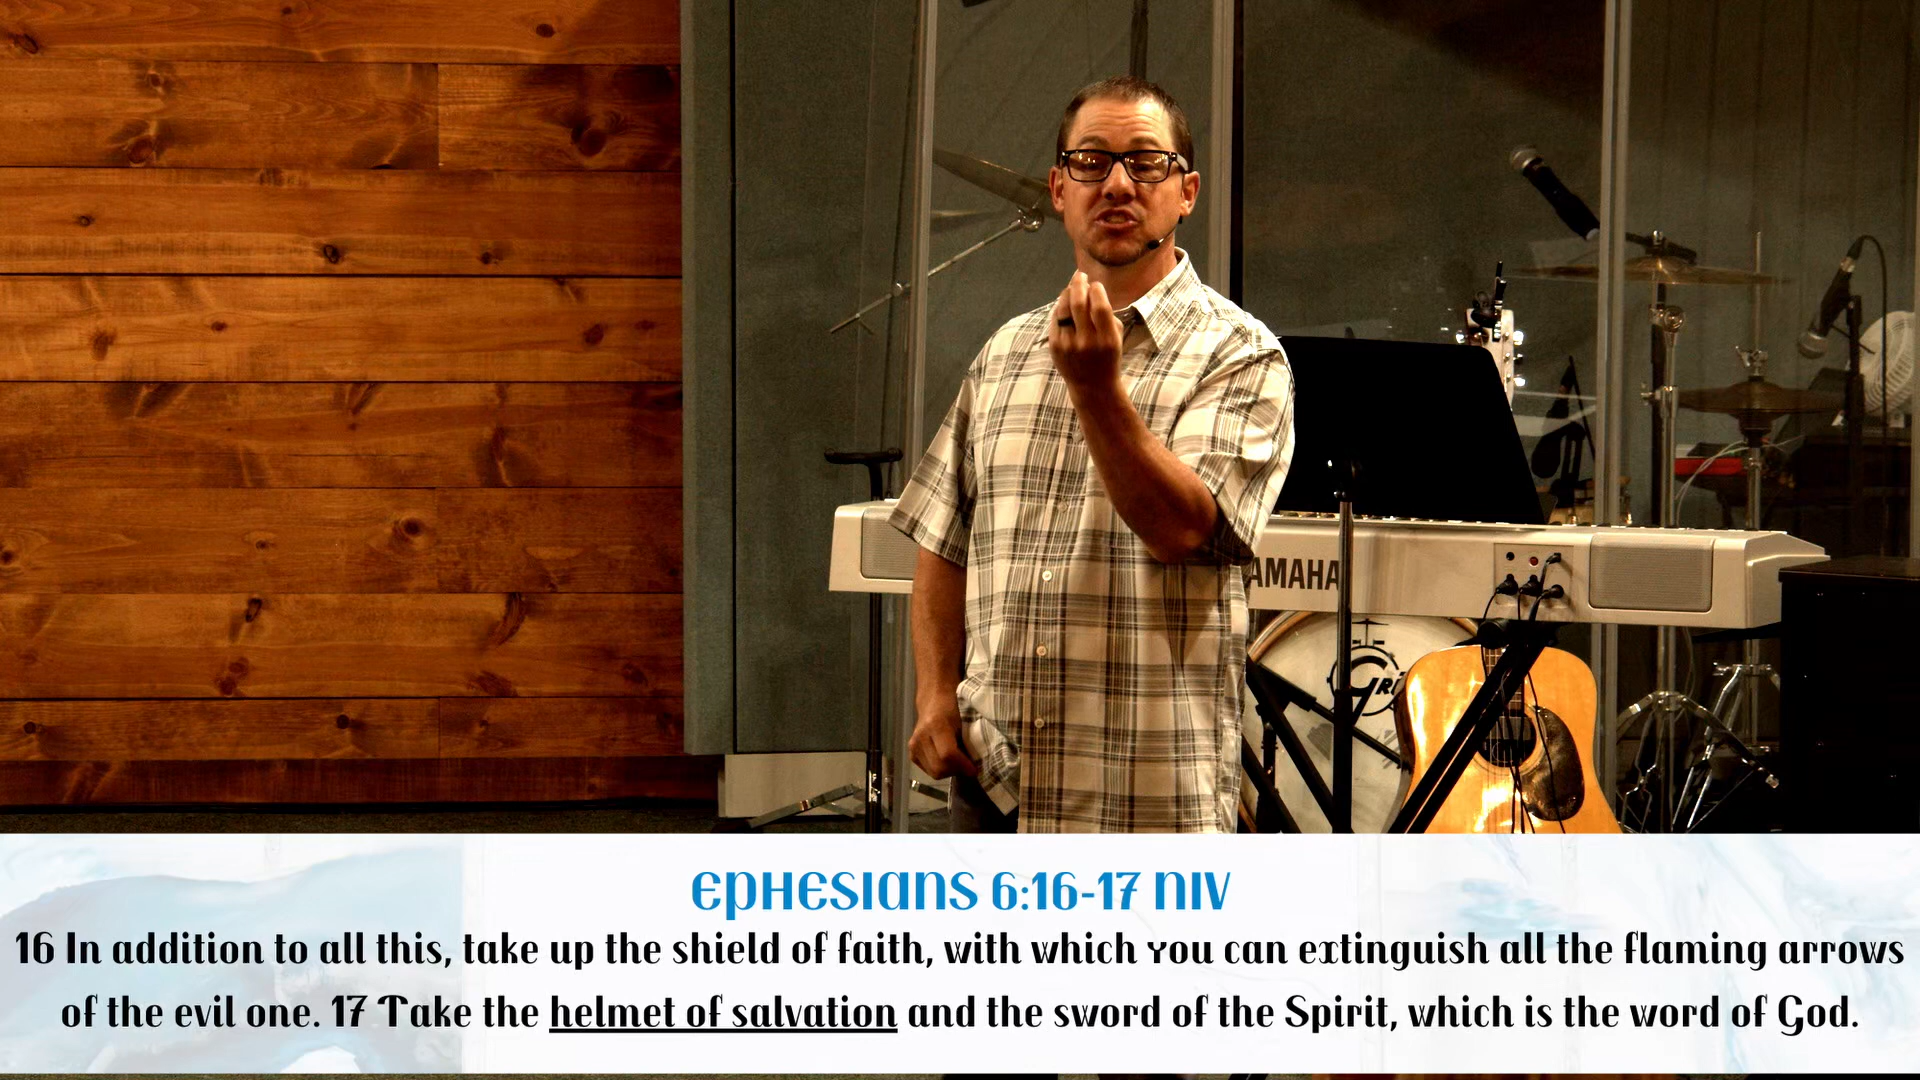 YAMAHA
Gr
EPHESIANS 6:16-17 NIV
16 In addition to all this, take up the shield of faith, with which you can extinguish all the flaming arrows
of the evil one. 17 Take the helmet of salvation and the sword of the Spirit, which is the word of God.